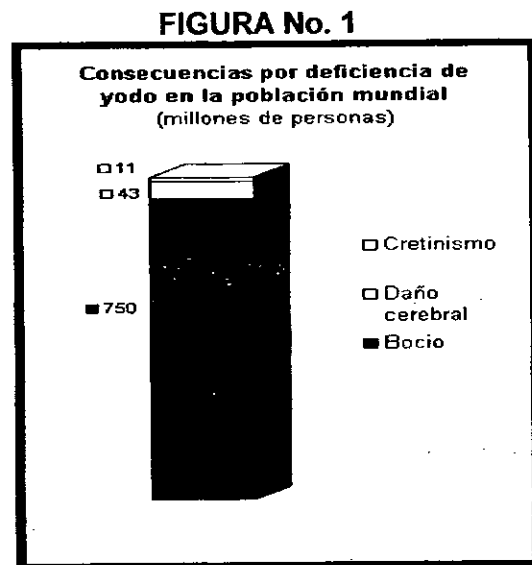 FIGURA No. 1
Consecuencias por deficiencia de
yodo en la población mundial
(millones de personas)
11
43
750
Cretinismo
Daño
cerebral
Bocio